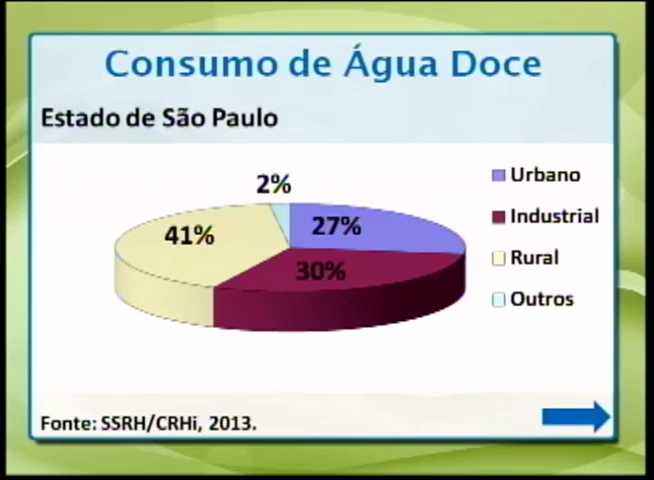 Consumo de Água Doce
Estado de São Paulo
2%
27%
41%
30%
Urbano
Industrial
Rural
Outros
Fonte: SSRH/CRHi, 2013.